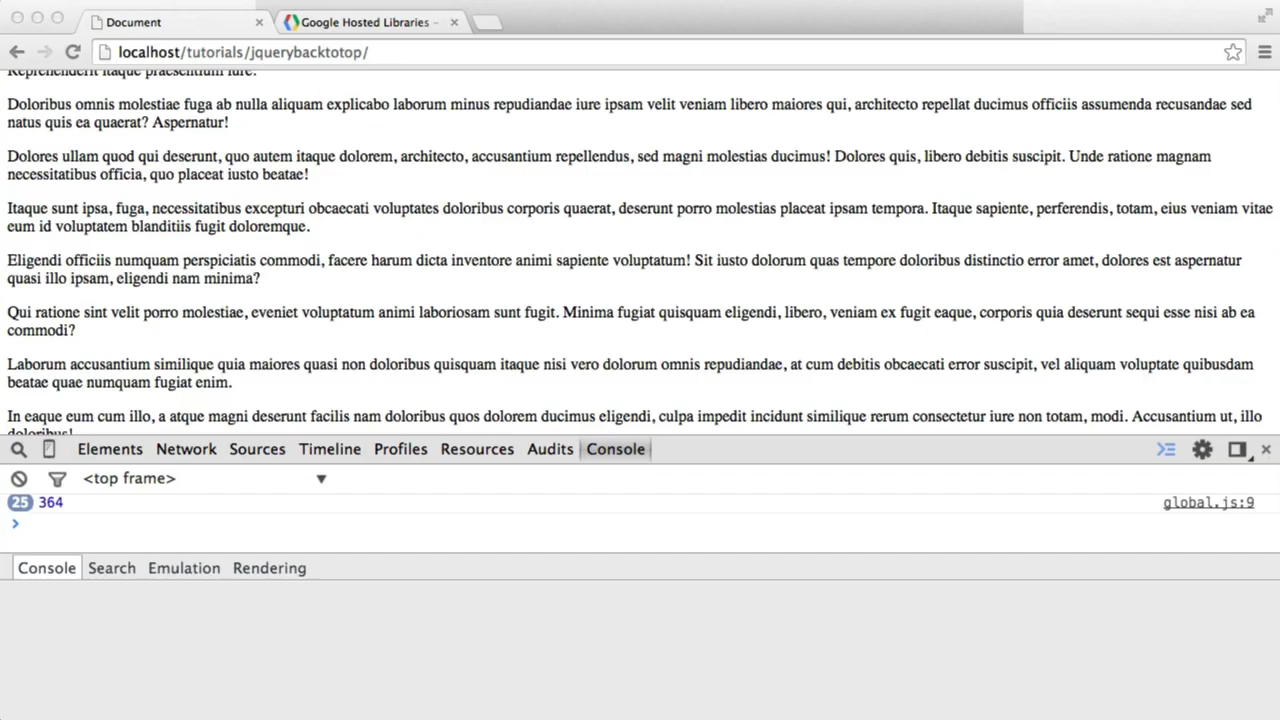 Document
Google Hosted Libraries -
localhost/tutorials/jquerybacktotop/
Reprehenderit itaque praesentium iure.
Doloribus omnis molestiae fuga ab nulla aliquam explicabo laborum minus repudiandae iure ipsam velit veniam libero maiores qui, architecto repellat ducimus officiis assumenda recusandae sed
natus quis ea quaerat? Aspernatur!
Dolores ullam quod qui deserunt, quo autem itaque dolorem, architecto, accusantium repellendus, sed magni molestias ducimus! Dolores quis, libero debitis suscipit. Unde ratione magnam
necessitatibus officia, quo placeat iusto beatae!
Itaque sunt ipsa, fuga, necessitatibus excepturi obcaecati voluptates doloribus corporis quaerat, deserunt porro molestias placeat ipsam tempora. Itaque sapiente, perferendis, totam, eius veniam vitae
eum id voluptatem blanditiis fugit doloremque.
Eligendi officiis numquam perspiciatis commodi, facere harum dicta inventore animi sapiente voluptatum! Sit iusto dolorum quas tempore doloribus distinctio error amet, dolores est aspernatur
quasi illo ipsam, eligendi nam minima?
Qui ratione sint velit porro molestiae, eveniet voluptatum animi laboriosam sunt fugit. Minima fugiat quisquam eligendi, libero, veniam ex fugit eaque, corporis quia deserunt sequi esse nisi ab ea
commodi?
Laborum accusantium similique quia maiores quasi non doloribus quisquam itaque nisi vero dolorum omnis repudiandae, at cum debitis obcaecati error suscipit, vel aliquam voluptate quibusdam
beatae quae numquam fugiat enim.
In eaque eum cum illo, a atque magni deserunt facilis nam doloribus quos dolorem ducimus eligendi, culpa impedit incidunt similique rerum consectetur iure non totam, modi. Accusantium ut, illo
doloribus!
Elements Network Sources Timeline Profiles Resources Audits Console
<top frame>
25 364 global.js:9
Console Search Emulation Rendering